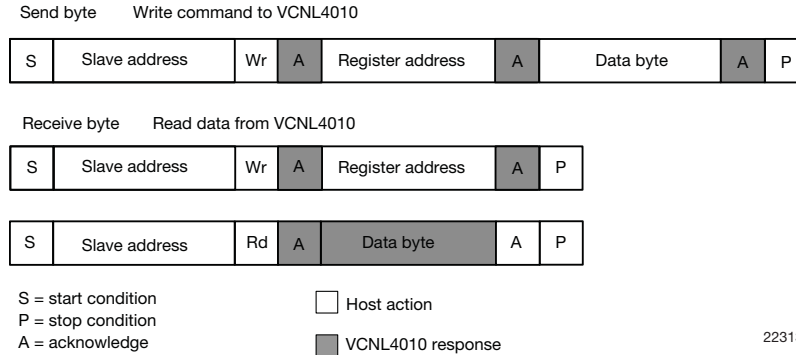 Send byte Write command to VCNL4010
S Slave address Wr A Register address A Data byte A P
Receive byte Read data from VCNL4010
S Slave address Wr A Register address A P
S Slave address Rd A Data byte A P
S = start condition
P = stop condition
A = acknowledge
Host action
VCNL4010 response